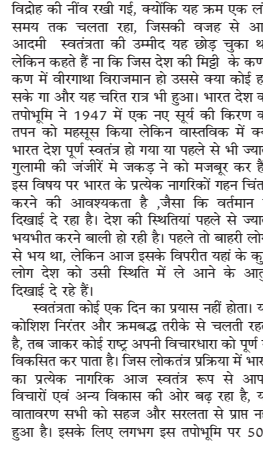 विद्रोह की नींव रखी गई, क्योंकि यह क्रम एक लं
समय तक चलता रहा, जिसकी वजह से आ
आदमी स्वतंत्रता की उम्मीद यह छोड़ चुका थ
लेकिन कहते हैं ना कि जिस देश की मिट्टी के कण
कण में वीरगाथा विराजमान हो उससे क्या कोई ह
सके गा और यह चरित रात्र भी हुआ। भारत देश क
तपोभूमि ने 1947 में एक नए सूर्य की किरण क
तपन को महसूस किया लेकिन वास्तविक में क
भारत देश पूर्ण स्वतंत्र हो गया या पहले से भी ज्या
गुलामी की जंजीरें मे जकड़ ने को मजबूर कर है
इस विषय पर भारत के प्रत्येक नागरिकों गहन चिंत
करने की आवश्यकता है ,जैसा कि वर्तमान
दिखाई दे रहा है। देश की स्थितियां पहले से ज्या
भयभीत करने बाली हो रही है। पहले तो बाहरी लो
से भय था, लेकिन आज इसके विपरीत यहां के कु
लोग देश को उसी स्थिति में ले आने के आतु
दिखाई दे रहे हैं।
स्वतंत्रता कोई एक दिन का प्रयास नहीं होता। य
कोशिश निरंतर और क्रमबद्ध तरीके से चलती रह
है, तब जाकर कोई राष्ट्र अपनी विचारधारा को पूर्ण
विकसित कर पाता है। जिस लोकतंत्र प्रक्रिया में भार
का प्रत्येक नागरिक आज स्वतंत्र रूप से आप
विचारों एवं अन्य विकास की ओर बढ़ रहा है, य
वातावरण सभी को सहज और सरलता से प्राप्त न
हुआ है। इसके लिए लगभग इस तपोभूमि पर 50